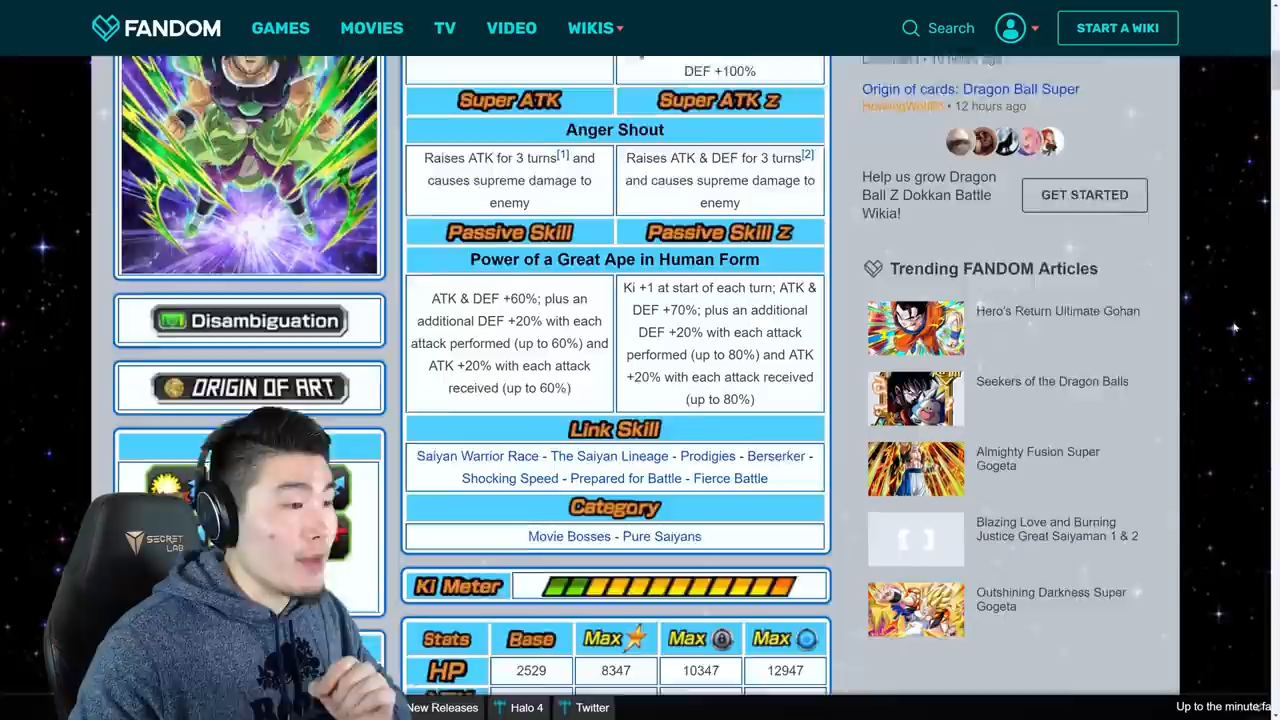 FANDOM
GAMES
MOVIES
TV
VIDEO
WIKIS
Search
START A WIKI
DEF +100%
Super ATK
Super ATK Z
Anger Shout
Raises ATK for 3 turns[1] and
causes supreme damage to
enemy
Raises ATK & DEF for 3 turns[2]
and causes supreme damage to
enemy
Passive Skill
Passive Skill Z
Power of a Great Ape in Human Form
ATK & DEF +60%; plus an
additional DEF +20% with each
attack performed (up to 60%) and
ATK +20% with each attack
received (up to 60%)
Ki +1 at start of each turn; ATK &
DEF +70%; plus an additional
DEF +20% with each attack
performed (up to 80%) and ATK
+20% with each attack received
(up to 80%)
Link Skill
Saiyan Warrior Race - The Saiyan Lineage - Prodigies - Berserker -
Shocking Speed - Prepared for Battle - Fierce Battle
Category
Movie Bosses - Pure Saiyans
Ki Meter
Stats
Base
Max
Max
Max
HP
2529
8347
10347
12947
Disambiguation
ORIGIN OF ART
SECRET
LAB
Origin of cards: Dragon Ball Super
• 12 hours ago
Help us grow Dragon
Ball Z Dokkan Battle
Wikia!
GET STARTED
Trending FANDOM Articles
Hero's Return Ultimate Gohan
Seekers of the Dragon Balls
Almighty Fusion Super
Gogeta
Blazing Love and Burning
Justice Great Saiyaman 1 & 2
Outshining Darkness Super
Gogeta
New Releases
Halo 4
Twitter
Up to the minute fa